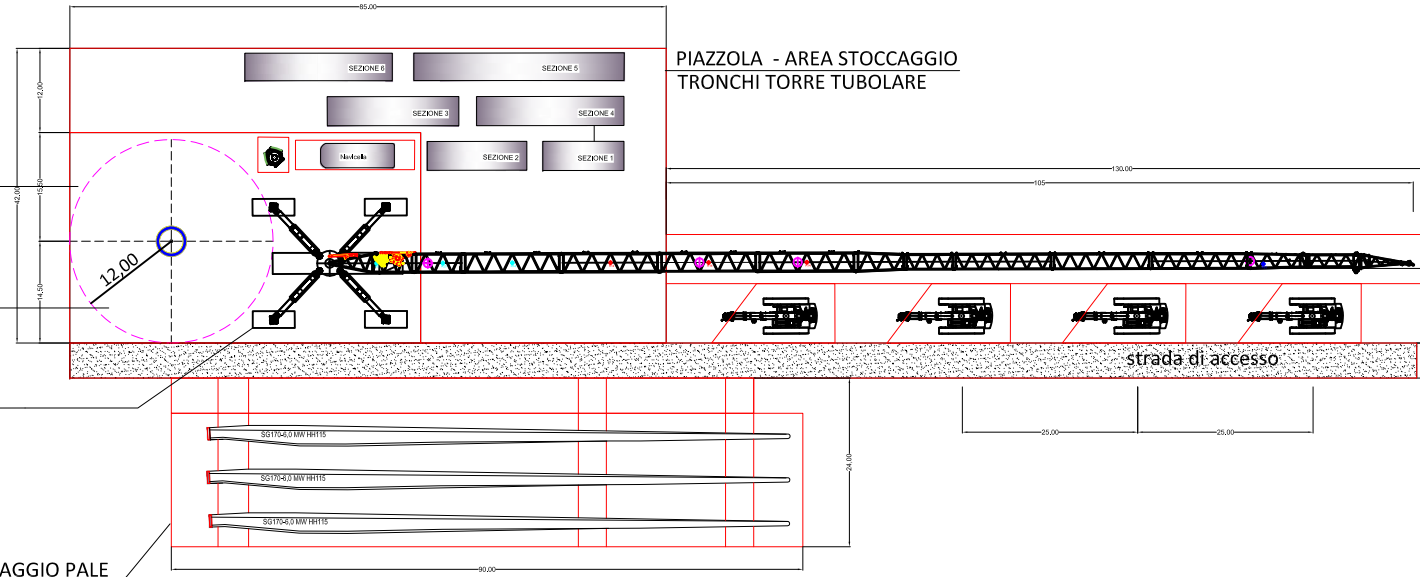 85.00
PIAZZOLA - AREA STOCCAGGIO
TRONCHI TORRE TUBOLARE
SEZIONE 6
SEZIONE 5
12,00
SEZIONE 3
SEZIONE 4
Navicella
SEZIONE 2
SEZIONE 1
42,00
15,50
130.00
105
12,00
14,50
strada di accesso
25,00
25,00
24,00
SG170-6,0 MW HH115
SG170-6,0 MW HH115
SG170-6,0 MW HH115
90.00
AGGIO PALE